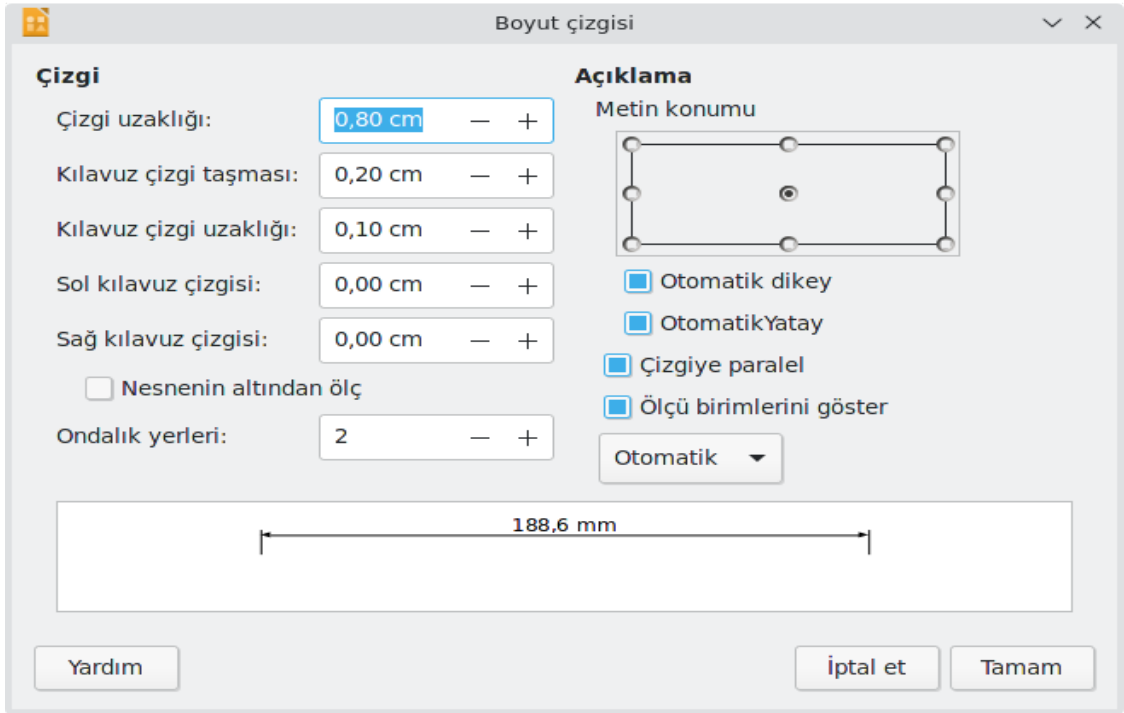 Boyut çizgisi
Çizgi
Çizgi uzaklığı: 0,80 cm
Kılavuz çizgi taşması: 0,20 cm
Kılavuz çizgi uzaklığı: 0,10 cm
Sol kılavuz çizgisi: 0,00 cm
Sağ kılavuz çizgisi: 0,00 cm
Nesnenin altından ölç
Ondalık yerleri: 2
Açıklama
Metin konumu
Otomatik dikey
OtomatikYatay
Çizgiye paralel
Ölçü birimlerini göster
Otomatik
188,6 mm
Yardım
İptal et
Tamam